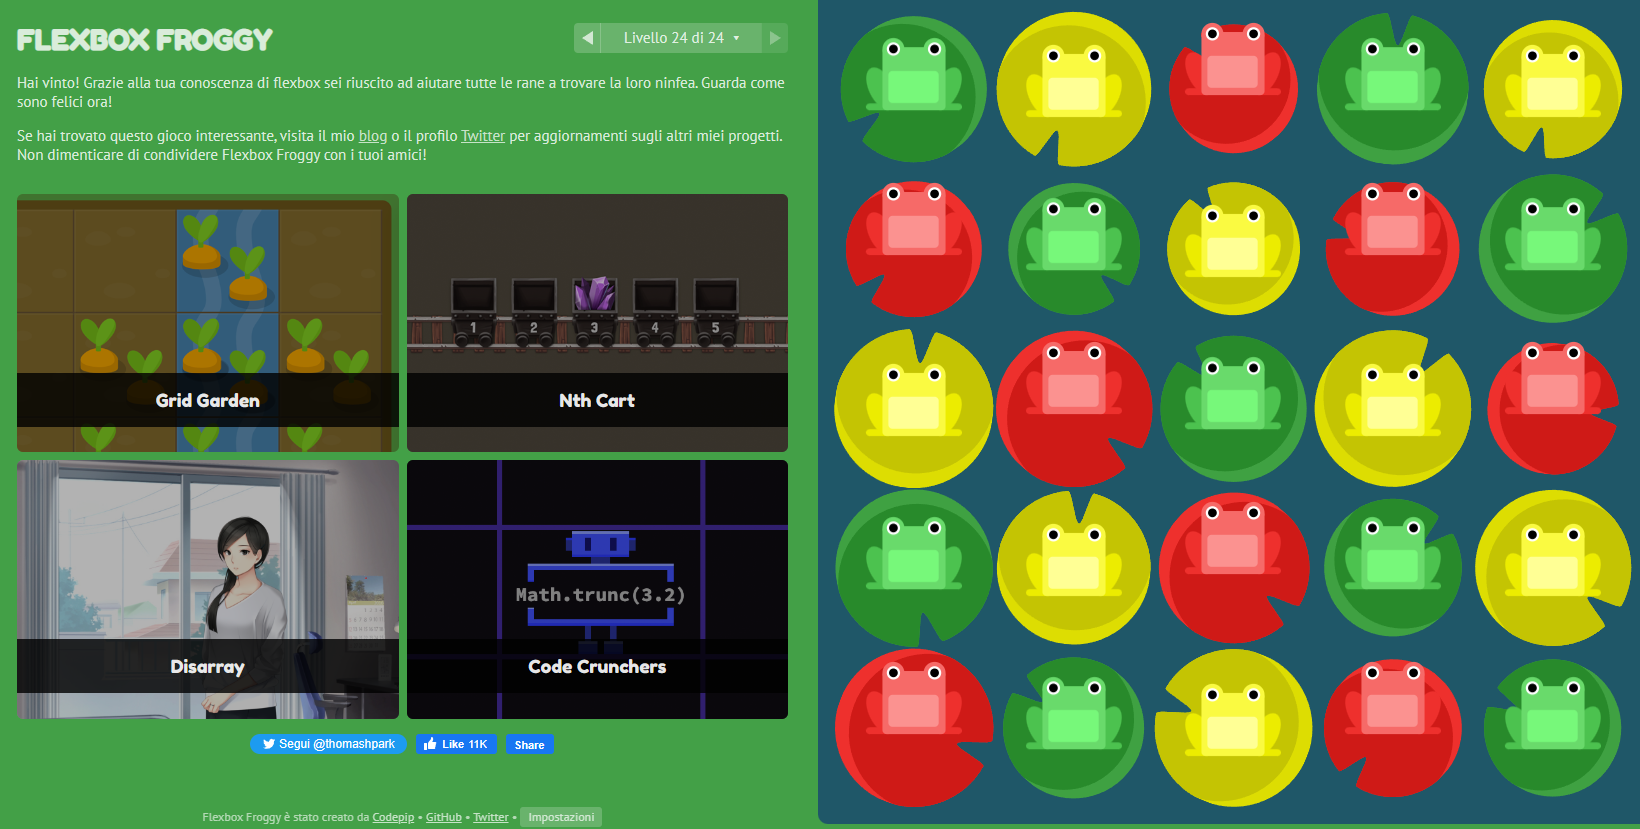 FLEXBOX FROGGY
Livello 24 di 24
Hai vinto! Grazie alla tua conoscenza di flexbox sei riuscito ad aiutare tutte le rane a trovare la loro ninfea. Guarda come
sono felici ora!
Se hai trovato questo gioco interessante, visita il mio blog o il profilo Twitter per aggiornamenti sugli altri miei progetti.
Non dimenticare di condividere Flexbox Froggy con i tuoi amici!
Grid Garden
1 2 3 4 5
Nth Cart
Disarray
Math.trunc(3.2)
Code Crunchers
Segui @thomashpark
Like 11K
Share
Flexbox Froggy è stato creato da Codepip • GitHub • Twitter • Impostazioni